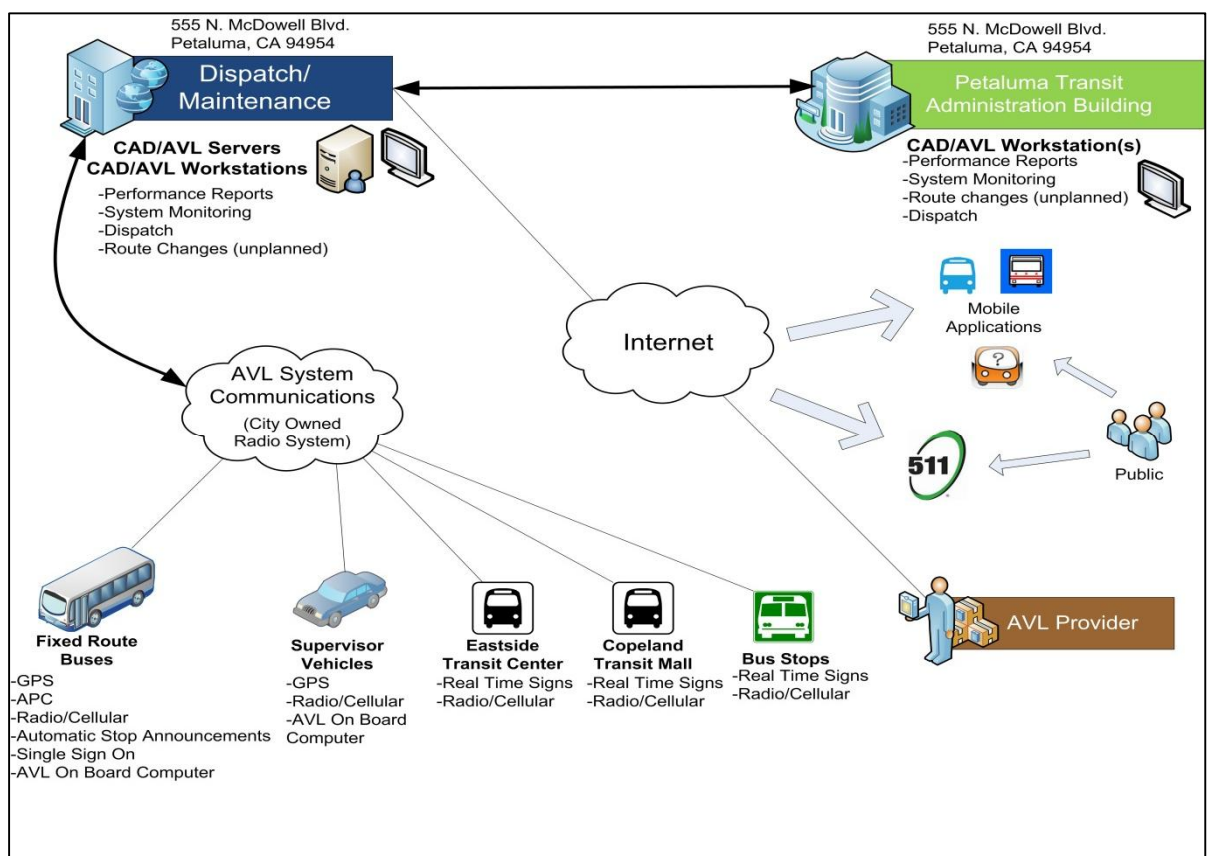 555 N. McDowell Blvd.
Petaluma, CA 94954
Dispatch/
Maintenance
CAD/AVL Servers
CAD/AVL Workstations
-Performance Reports
-System Monitoring
-Dispatch
-Route Changes (unplanned)
555 N. McDowell Blvd.
Petaluma, CA 94954
Petaluma Transit
Administration Building
CAD/AVL Workstation(s)
-Performance Reports
-System Monitoring
-Route changes (unplanned)
-Dispatch
Internet
Mobile
Applications
?
511
Public
AVL System
Communications
(City Owned
Radio System)
Fixed Route
Buses
-GPS
-APC
-Radio/Cellular
-Automatic Stop Announcements
-Single Sign On
-AVL On Board Computer
Supervisor
Vehicles
-GPS
-Radio/Cellular
-AVL On Board
Computer
Eastside
Transit Center
-Real Time Signs
-Radio/Cellular
Copeland
Transit Mall
-Real Time Signs
-Radio/Cellular
Bus Stops
-Real Time Signs
-Radio/Cellular
AVL Provider